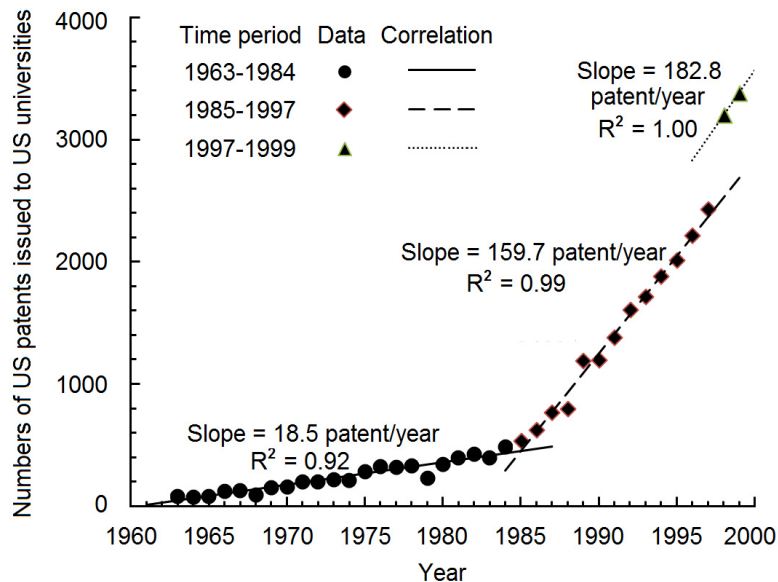 4000
3000
2000
1000
0
Numbers of US patents issued to US universities
Time period Data Correlation
1963-1984
1985-1997
1997-1999
Slope = 182.8
patent/year
R² = 1.00
Slope = 159.7 patent/year
R² = 0.99
Slope = 18.5 patent/year
R² = 0.92
1960 1965 1970 1975 1980 1985 1990 1995 2000
Year